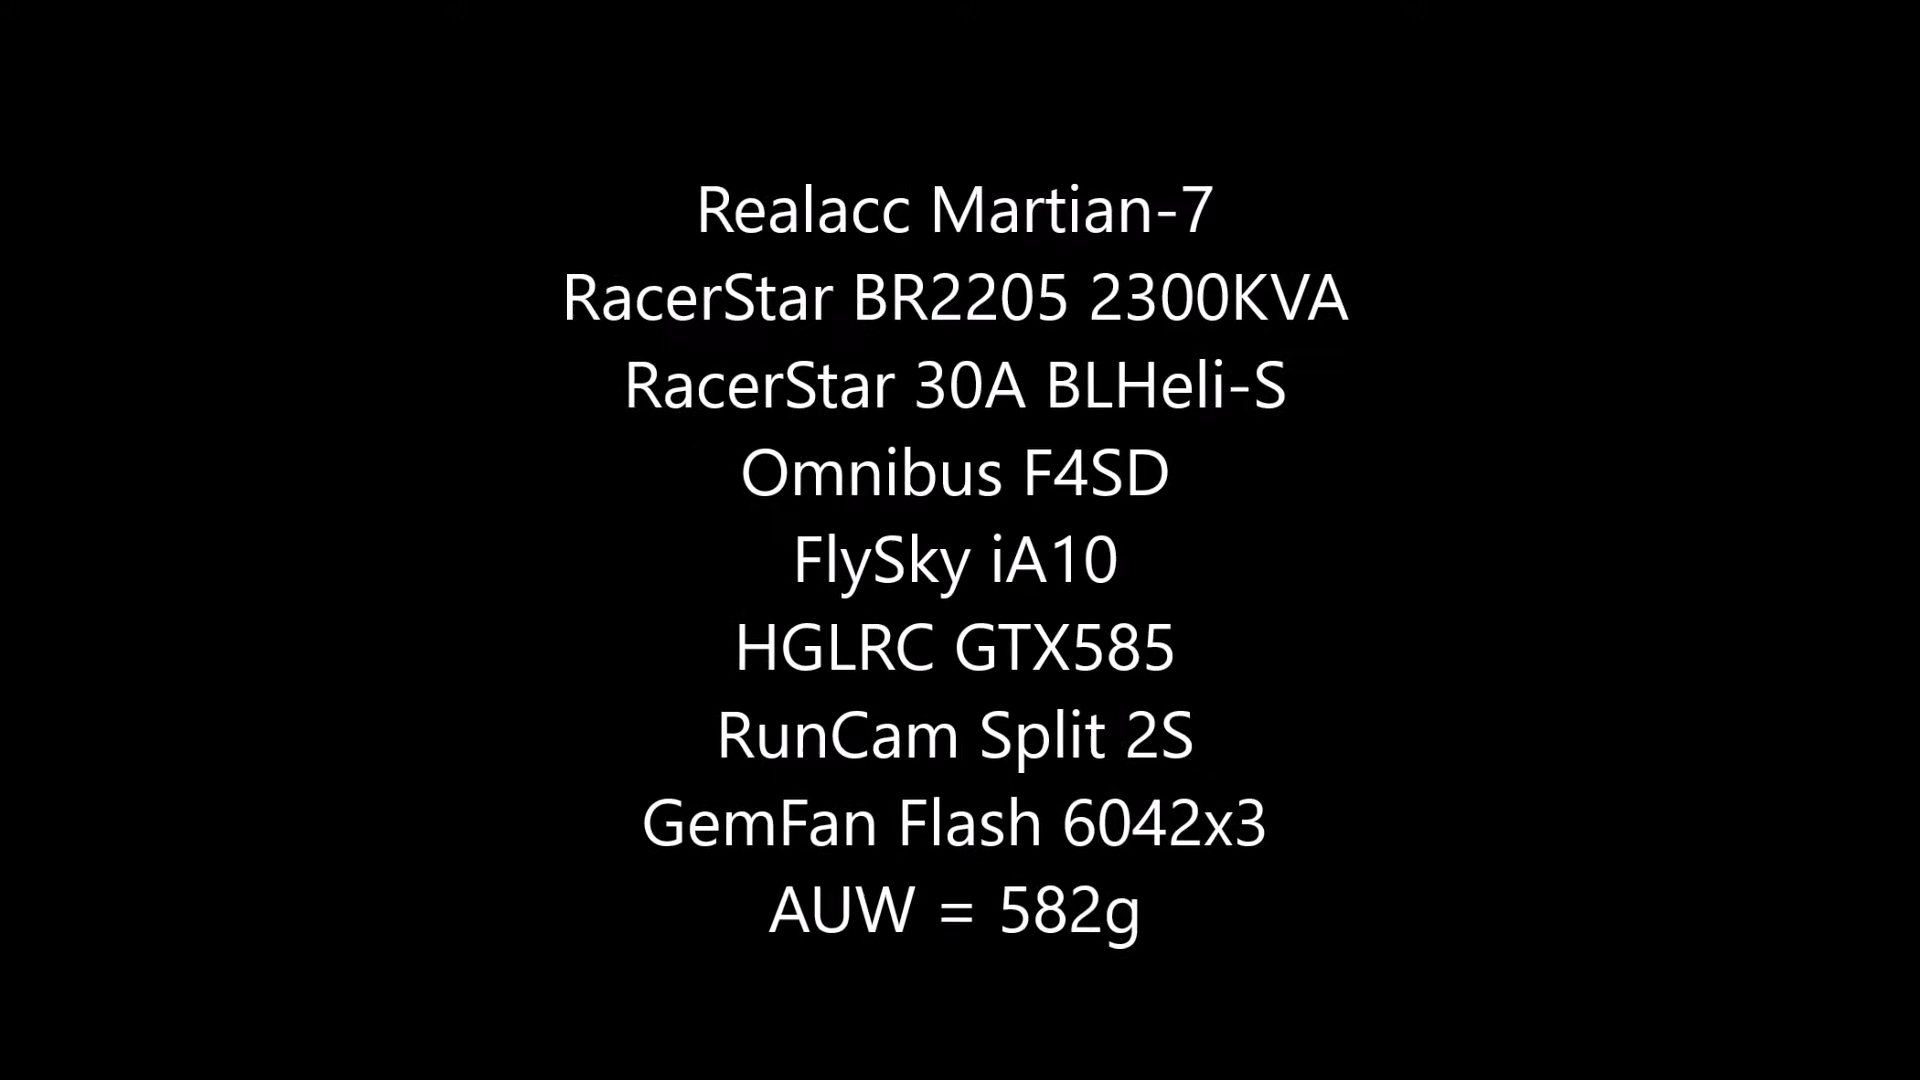 Realacc Martian-7
RacerStar BR2205 2300KVA
RacerStar 30A BLHeli-S
Omnibus F4SD
FlySky iA10
HGLRC GTX585
RunCam Split 2S
GemFan Flash 6042x3
AUW = 582g